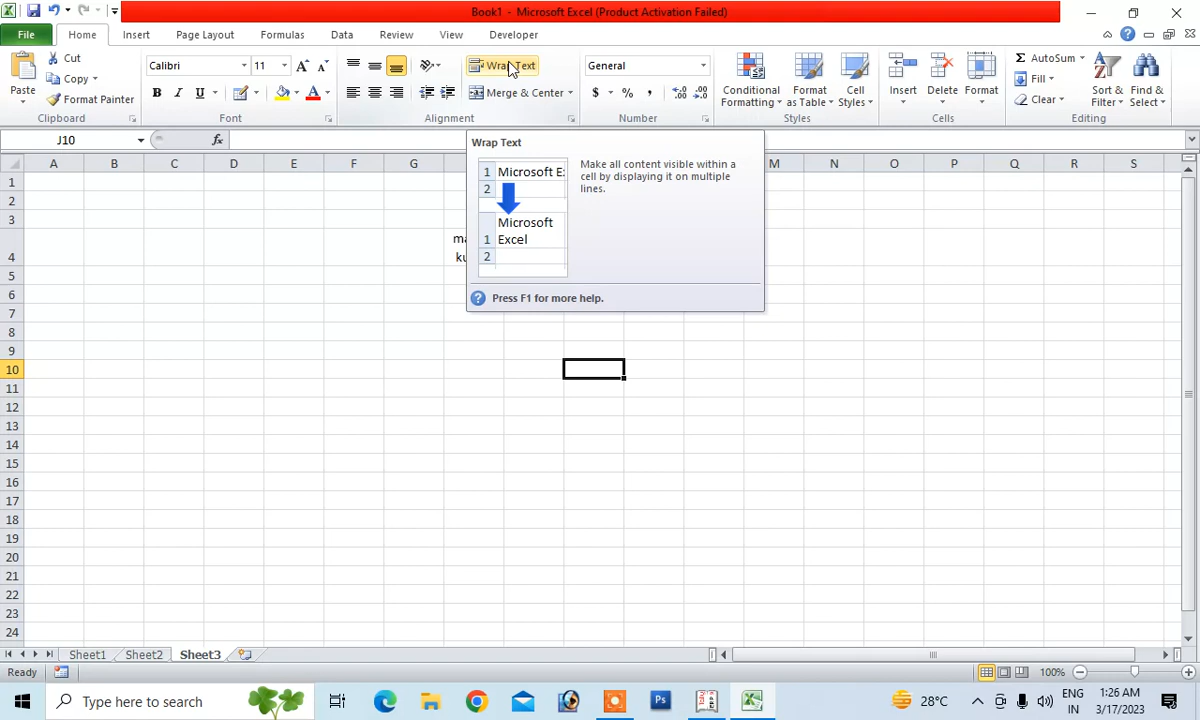 Book1 - Microsoft Excel (Product Activation Failed)
File Home Insert Page Layout Formulas Data Review View Developer
Cut
Copy
Format Painter
Paste
Clipboard
Calibri 11
B I U
Font
Wrap Text
Merge & Center
Alignment
General
$ % ,
Number
Conditional Formatting
Format as Table
Cell Styles
Styles
Insert Delete Format
Cells
AutoSum
Fill
Clear
Sort & Filter
Find & Select
Editing
J10 fx
A B C D E F G M N O P Q R S
Wrap Text
1 Microsoft E
2
Microsoft
1 Excel
2
Make all content visible within a
cell by displaying it on multiple
lines.
Press F1 for more help.
1
2
3
4
5
6
7
8
9
10
11
12
13
14
15
16
17
18
19
20
21
22
23
24
Sheet1 Sheet2 Sheet3
Ready 100%
Type here to search
28°C
ENG
IN
1:26 AM
3/17/2023